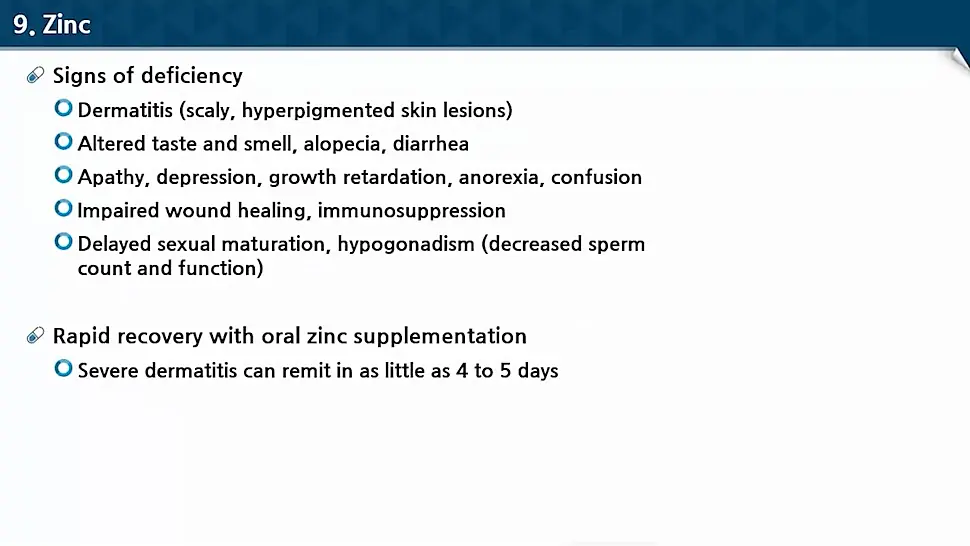 9. Zinc
Signs of deficiency
Dermatitis (scaly, hyperpigmented skin lesions)
Altered taste and smell, alopecia, diarrhea
Apathy, depression, growth retardation, anorexia, confusion
Impaired wound healing, immunosuppression
Delayed sexual maturation, hypogonadism (decreased sperm
count and function)
Rapid recovery with oral zinc supplementation
Severe dermatitis can remit in as little as 4 to 5 days